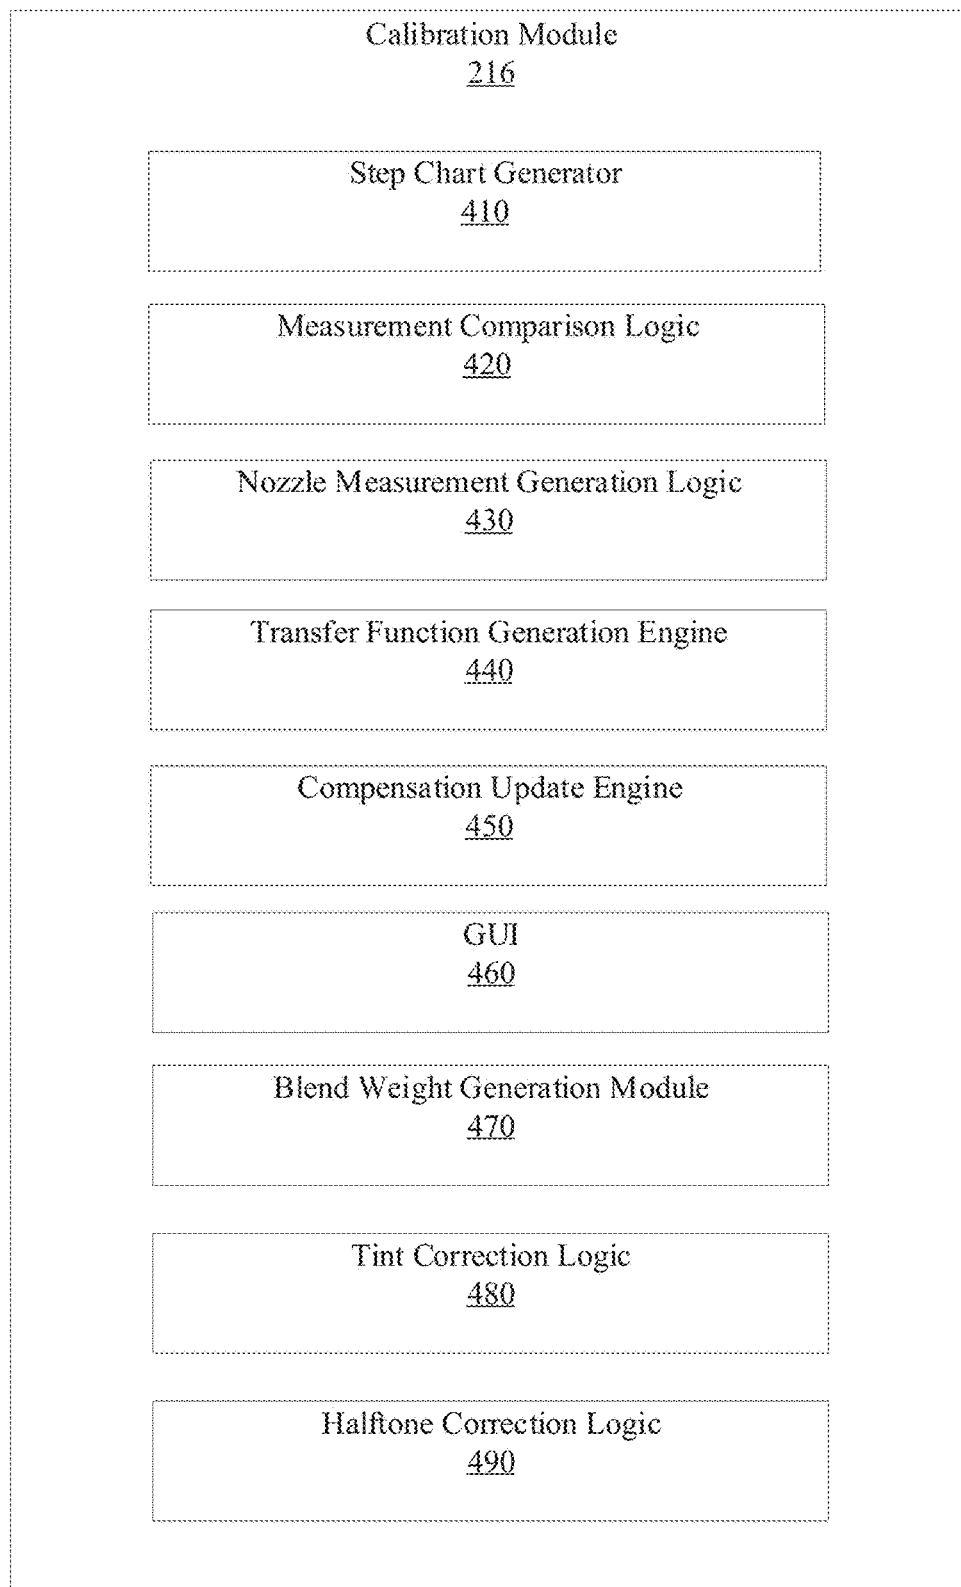 Calibration Module
216
Step Chart Generator
410
Measurement Comparison Logic
420
Nozzle Measurement Generation Logic
430
Transfer Function Generation Engine
440
Compensation Update Engine
450
GUI
460
Blend Weight Generation Module
470
Tint Correction Logic
480
Halftone Correction Logic
490